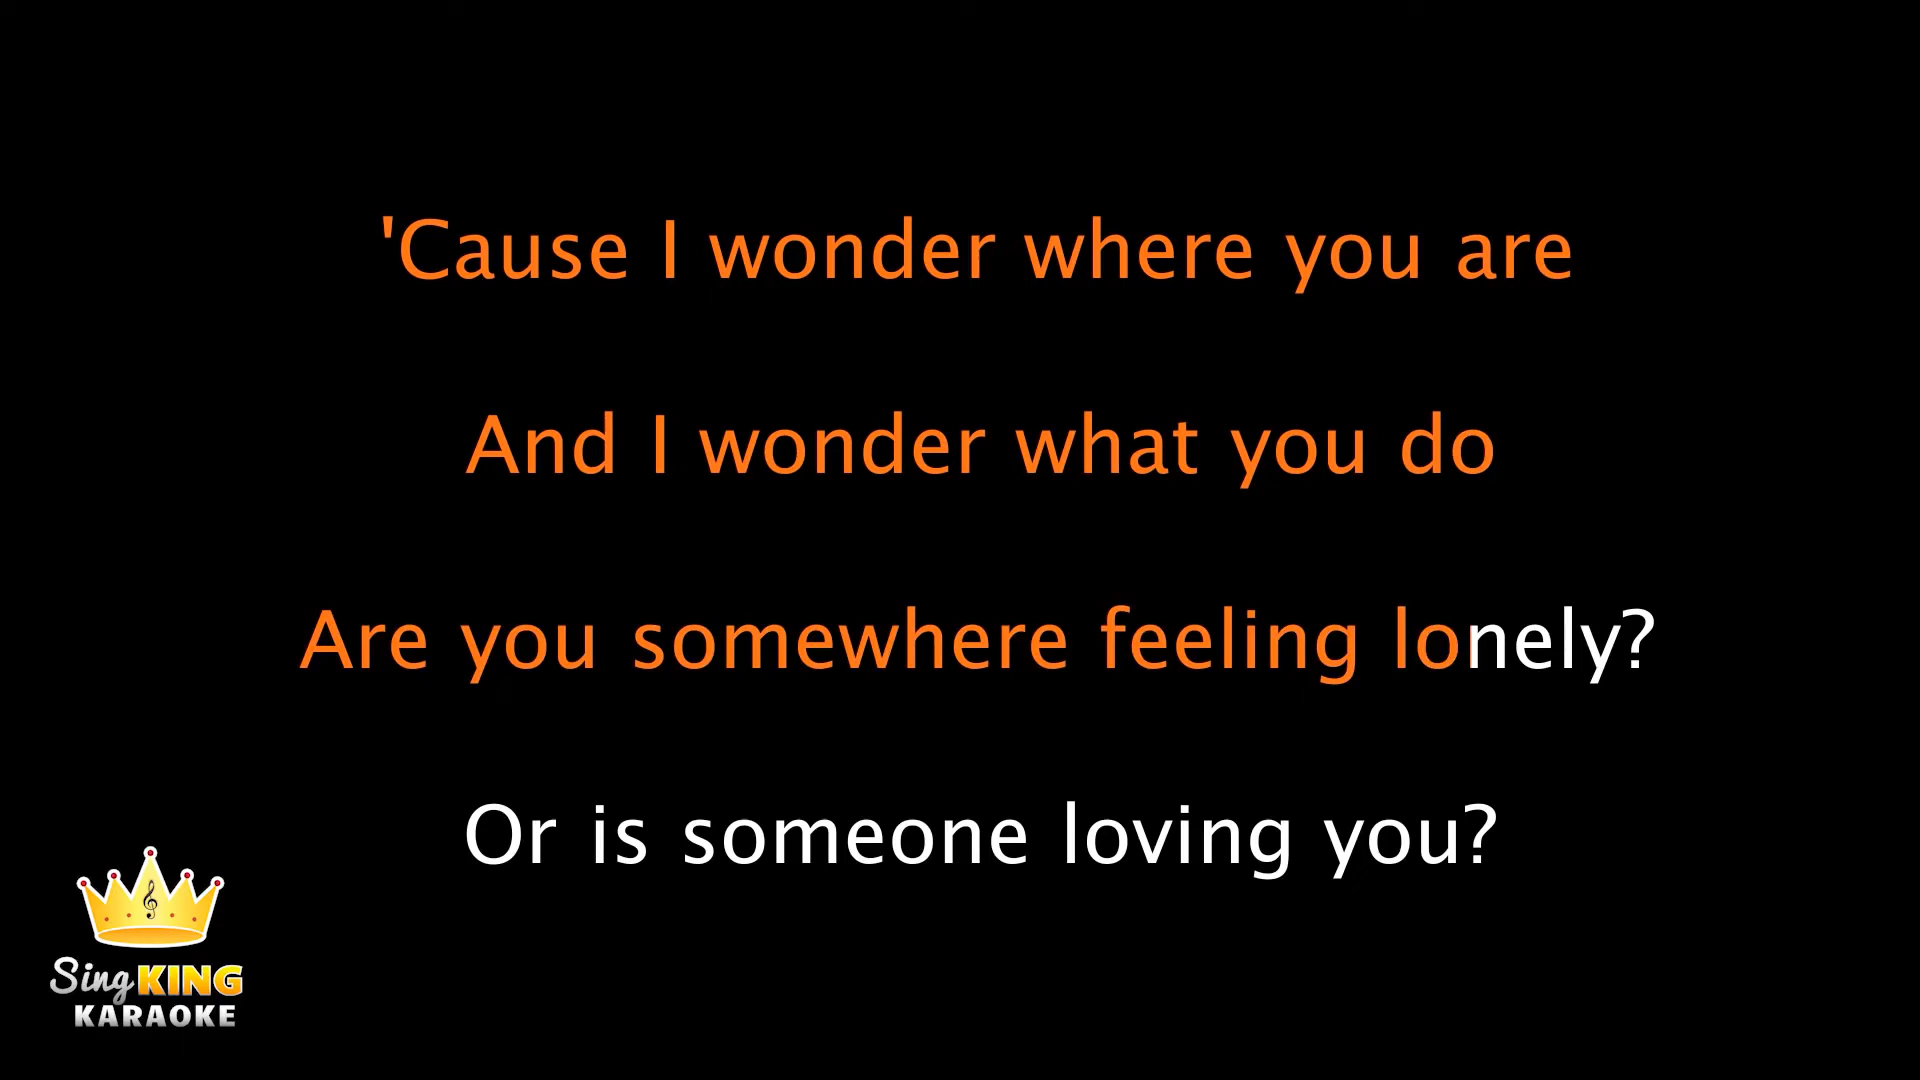 'Cause I wonder where you are
And I wonder what you do
Are you somewhere feeling lonely?
Or is someone loving you?
Sing KING
KARAOKE